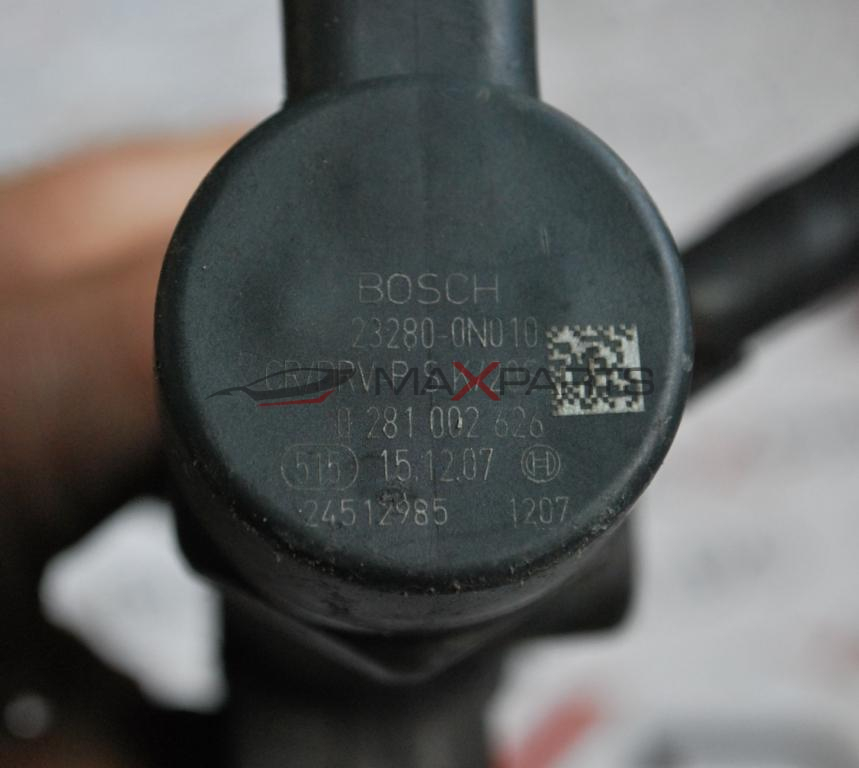 BOSCH
23280-0N010
MAXPARTS
0 281 002 626
515 15.12.07 H
24512985 1207